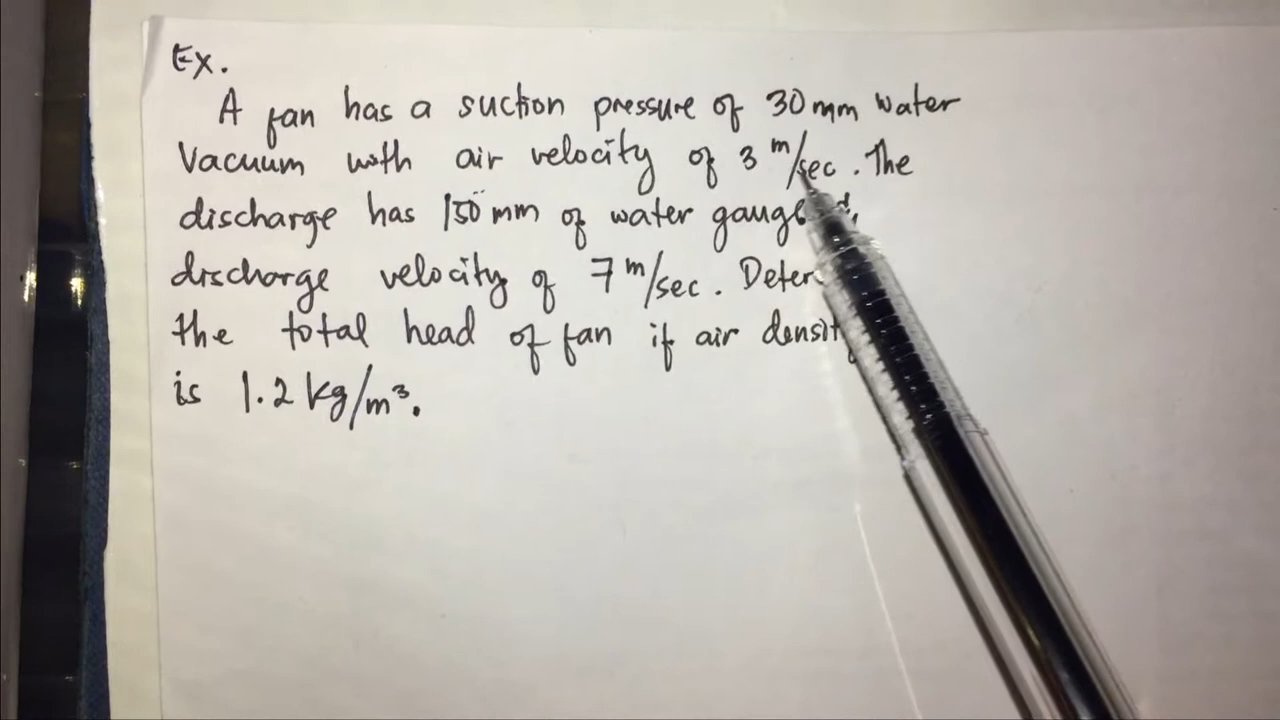 Ex.
A fan has a suction pressure of 30 mm water
Vacuum with air velocity of 3 m/sec. The
discharge has 150 mm of water gauge
discharge velocity of 7 m/sec.
the total head of fan if air density
is 1.2 kg/m³.